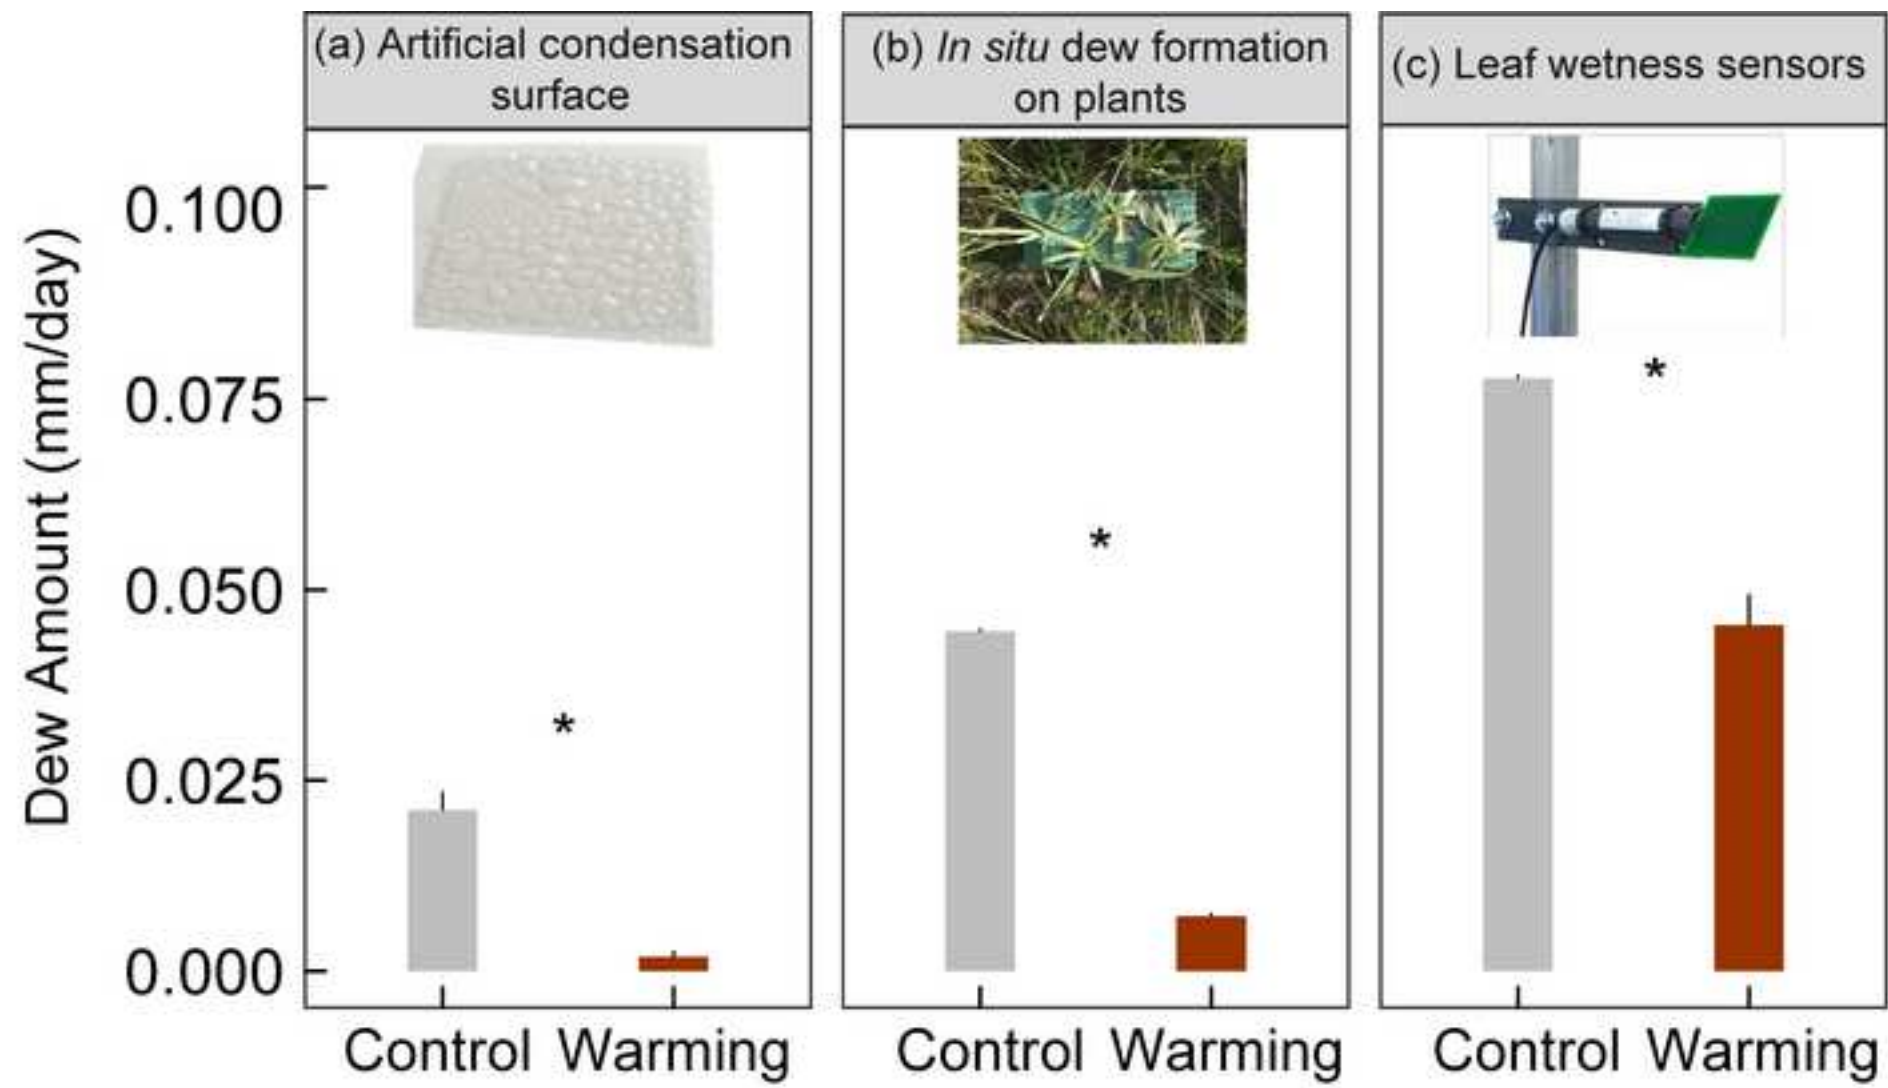 (a) Artificial condensation
surface
(b) In situ dew formation
on plants
(c) Leaf wetness sensors
Dew Amount (mm/day)
0.100
0.075
0.050
0.025
0.000
*
*
*
Control Warming
Control Warming
Control Warming